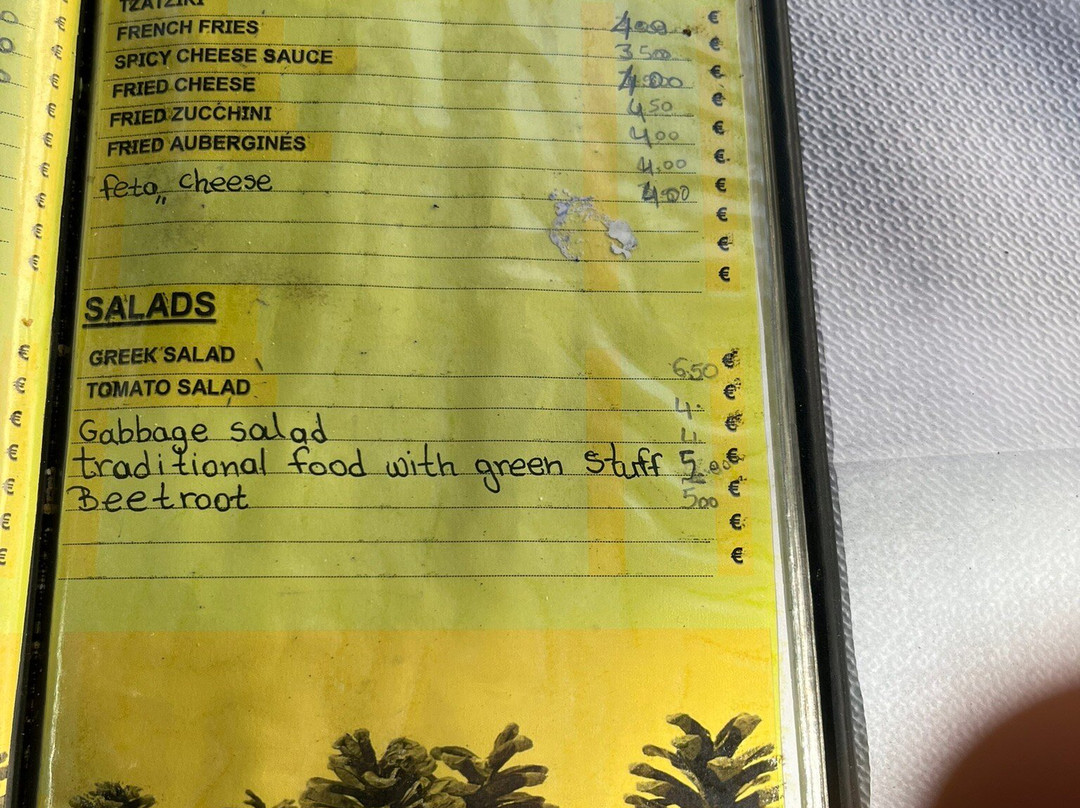 TZATZIKI
FRENCH FRIES 4.00 €
SPICY CHEESE SAUCE 3.50 €
FRIED CHEESE 4.00 €
FRIED ZUCCHINI 4.50 €
FRIED AUBERGINES 4.00 €
4.00 €
feta,, cheese 4.00 €
€
€
€
SALADS
GREEK SALAD 6.50 €
TOMATO SALAD 4 €
Gabbage salad 4 €
traditional food with green stuff 5.00 €
Beetroot 5.00 €
€
€